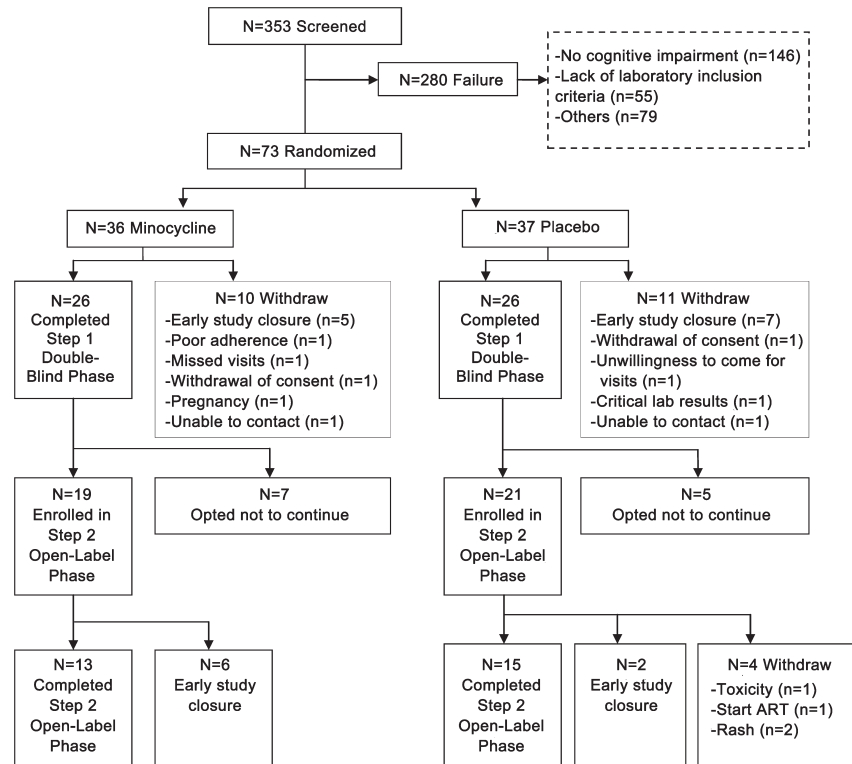 N=353 Screened
N=280 Failure
-No cognitive impairment (n=146)
-Lack of laboratory inclusion
criteria (n=55)
-Others (n=79
N=73 Randomized
N=36 Minocycline
N=37 Placebo
N=26
Completed
Step 1
Double-
Blind Phase
N=10 Withdraw
-Early study closure (n=5)
-Poor adherence (n=1)
-Missed visits (n=1)
-Withdrawal of consent (n=1)
-Pregnancy (n=1)
-Unable to contact (n=1)
N=26
Completed
Step 1
Double-
Blind Phase
N=11 Withdraw
-Early study closure (n=7)
-Withdrawal of consent (n=1)
-Unwillingness to come for
visits (n=1)
-Critical lab results (n=1)
-Unable to contact (n=1)
N=19
Enrolled in
Step 2
Open-Label
Phase
N=7
Opted not to continue
N=21
Enrolled in
Step 2
Open-Label
Phase
N=5
Opted not to continue
N=13
Completed
Step 2
Open-Label
Phase
N=6
Early study
closure
N=15
Completed
Step 2
Open-Label
Phase
N=2
Early study
closure
N=4 Withdraw
-Toxicity (n=1)
-Start ART (n=1)
-Rash (n=2)